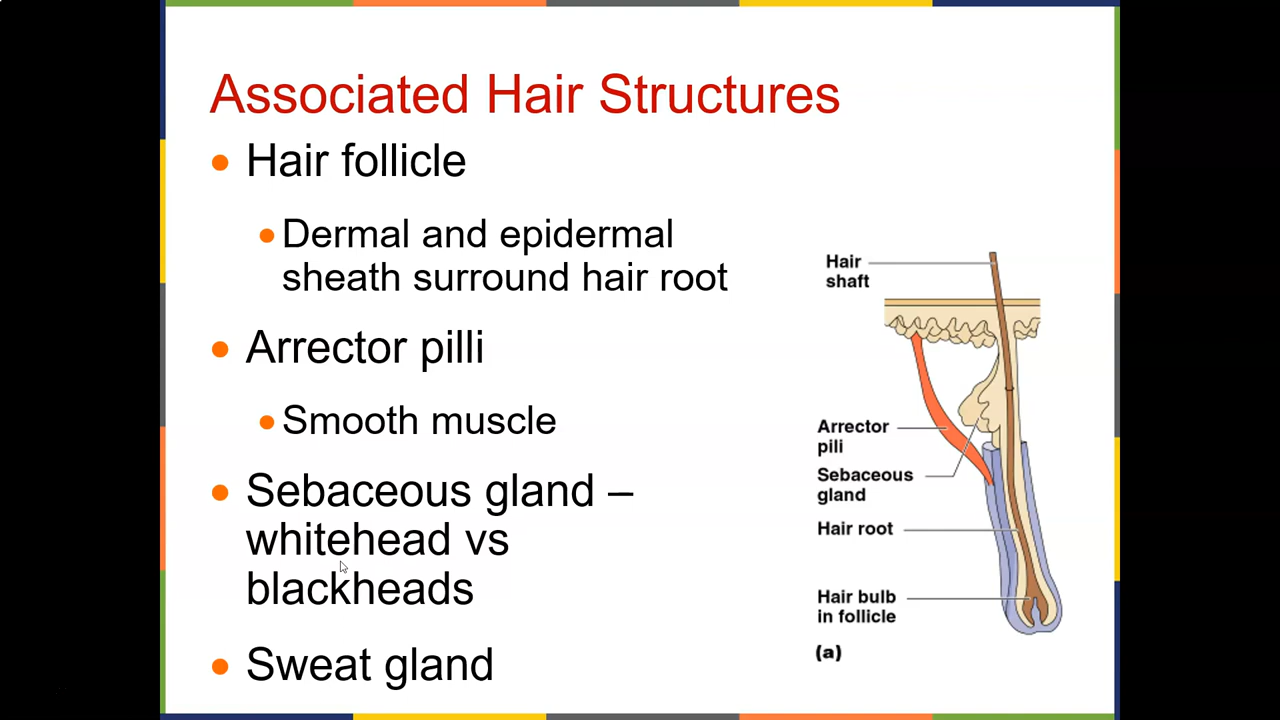 Associated Hair Structures
Hair follicle
Dermal and epidermal
sheath surround hair root
Arrector pilli
Smooth muscle
Sebaceous gland –
whitehead vs
blackheads
Sweat gland
Hair
shaft
Arrector
pili
Sebaceous
gland
Hair root
Hair bulb
in follicle
(a)